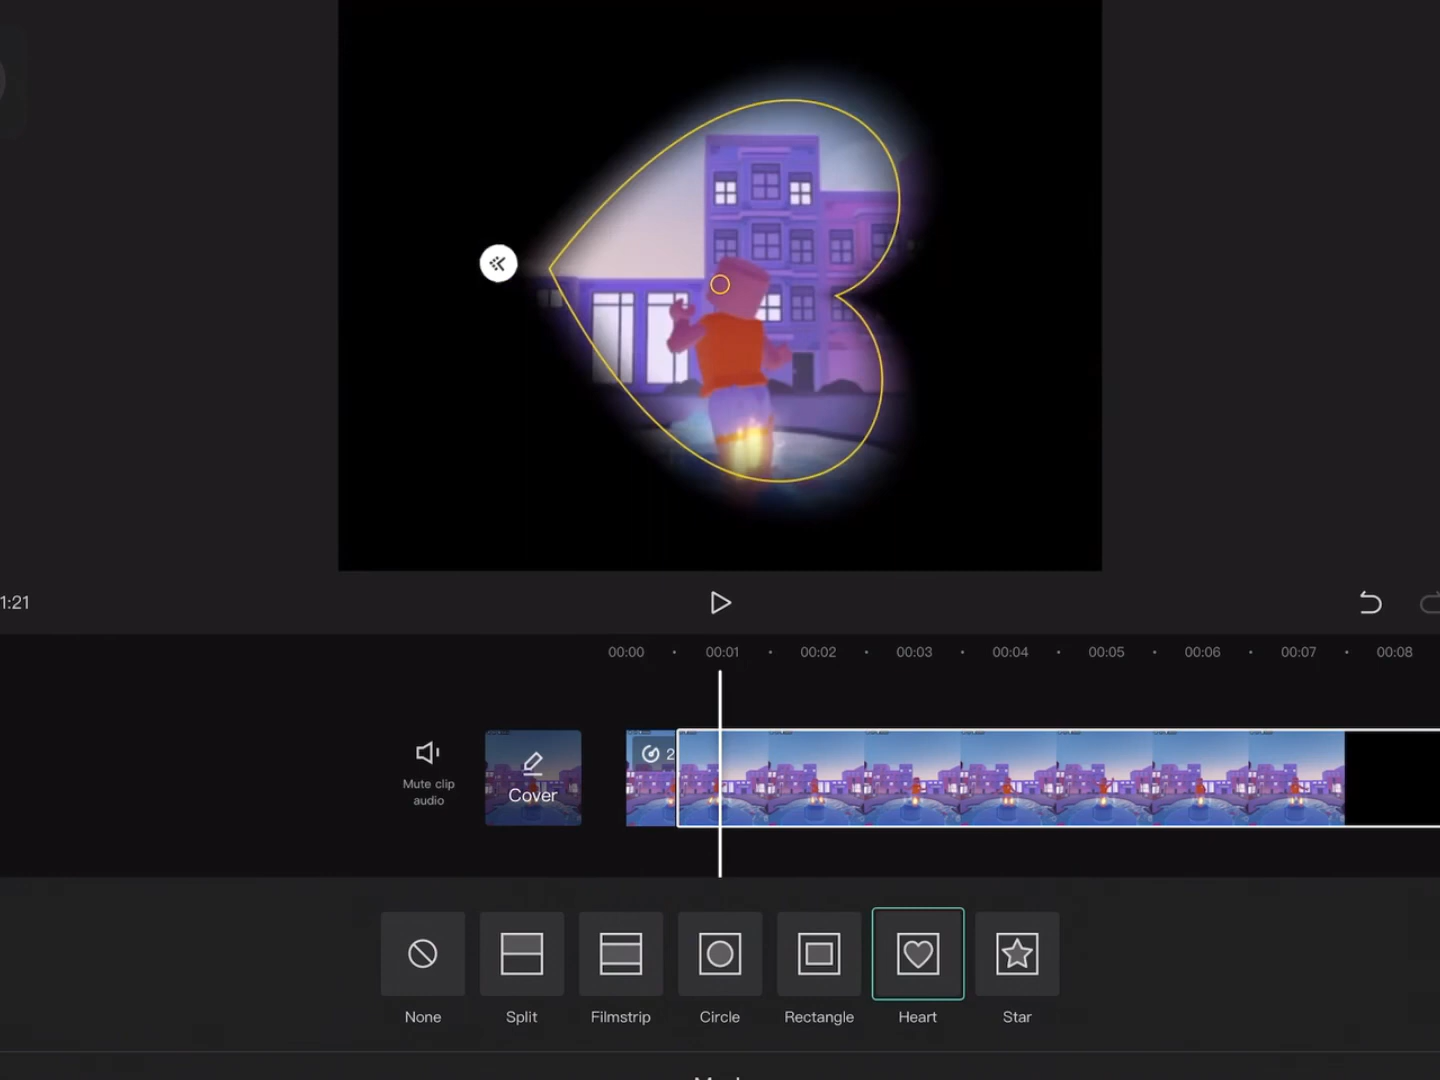 1:21
00:00
00:01
00:02
00:03
00:04
00:05
00:06
00:07
00:08
Mute clip
audio
Cover
2
None
Split
Filmstrip
Circle
Rectangle
Heart
Star